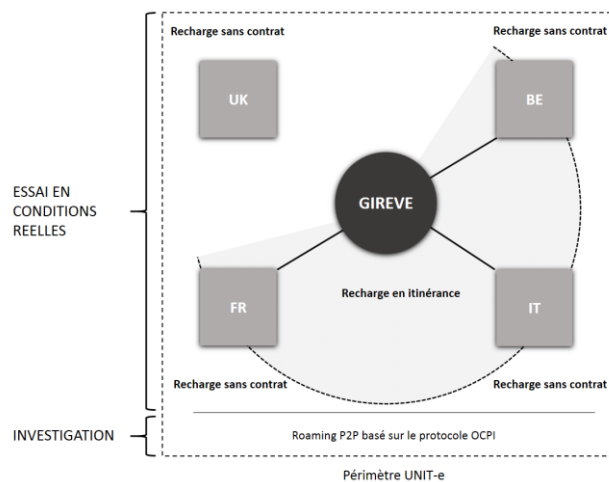 Recharge sans contrat
Recharge sans contrat
UK
BE
ESSAI EN
CONDITIONS
REELLES
GIREVE
Recharge en itinérance
FR
IT
Recharge sans contrat
Recharge sans contrat
INVESTIGATION
Roaming P2P basé sur le protocole OCPI
Périmètre UNIT-e